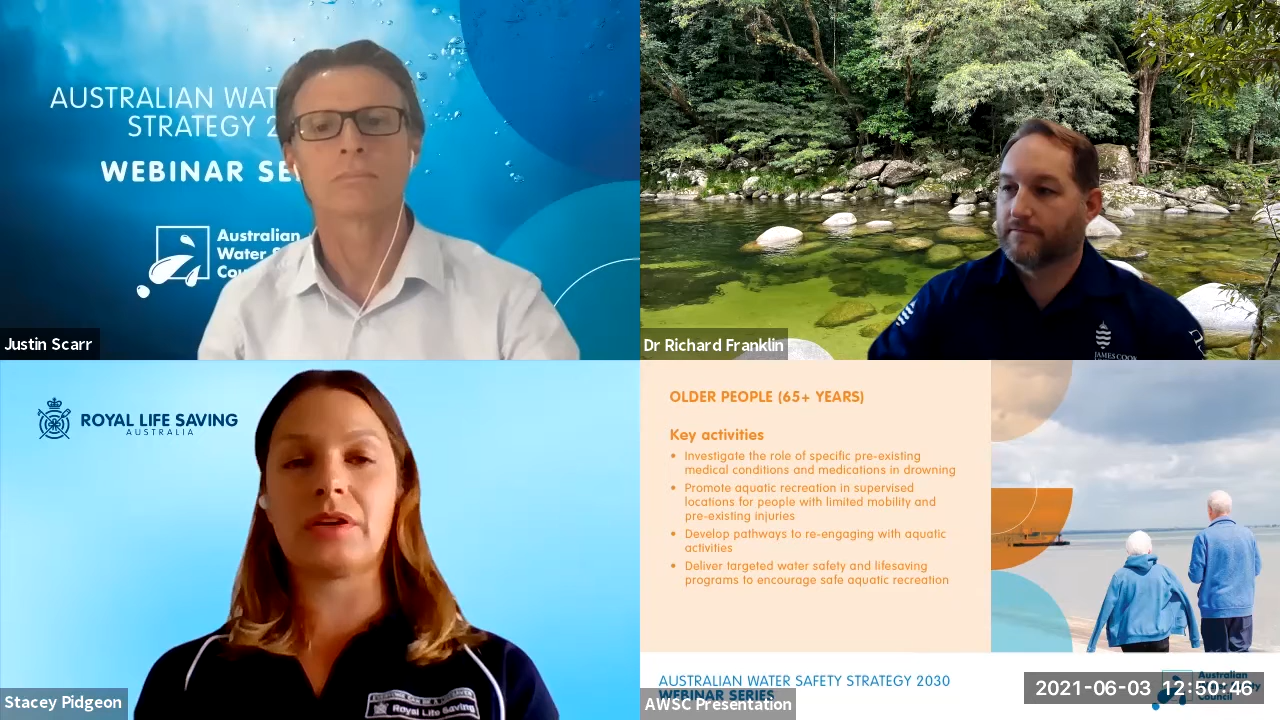 AUSTRALIAN WAT
STRATEGY 2
WEBINAR SE
Australian
Water S
Cou
Justin Scarr
JAMES COOK
Dr Richard Franklin
ROYAL LIFE SAVING
AUSTRALIA
Royal Life Saving
Stacey Pidgeon
OLDER PEOPLE (65+ YEARS)
Key activities
• Investigate the role of specific pre-existing
medical conditions and medications in drowning
• Promote aquatic recreation in supervised
locations for people with limited mobility and
pre-existing injuries
• Develop pathways to re-engaging with aquatic
activities
• Deliver targeted water safety and lifesaving
programs to encourage safe aquatic recreation
AUSTRALIAN WATER SAFETY STRATEGY 2030
WEBINAR SERIES
AWSC Presentation
Australian
Council
2021-06-03 12:50:46